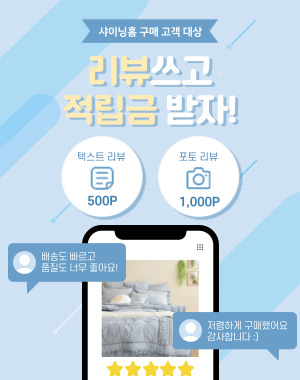 샤이닝홈 구매 고객 대상
리뷰쓰고
적립금 받자!
텍스트 리뷰
500P
포토 리뷰
1,000P
배송도 빠르고
품질도 너무 좋아요!
저렴하게 구매했어요
감사합니다 :)